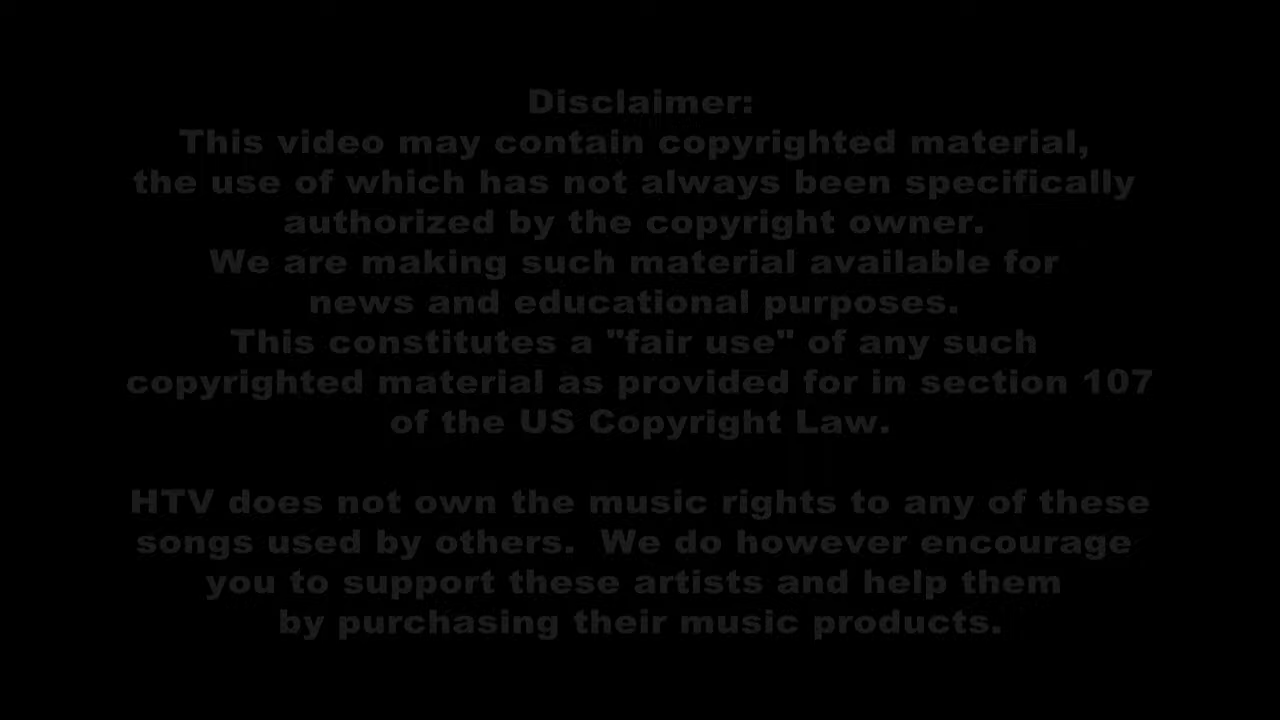 Disclaimer:
This video may contain copyrighted material,
the use of which has not always been specifically
authorized by the copyright owner.
We are making such material available for
news and educational purposes.
This constitutes a "fair use" of any such
copyrighted material as provided for in section 107
of the US Copyright Law.
HTV does not own the music rights to any of these
songs used by others.  We do however encourage
you to support these artists and help them
by purchasing their music products.